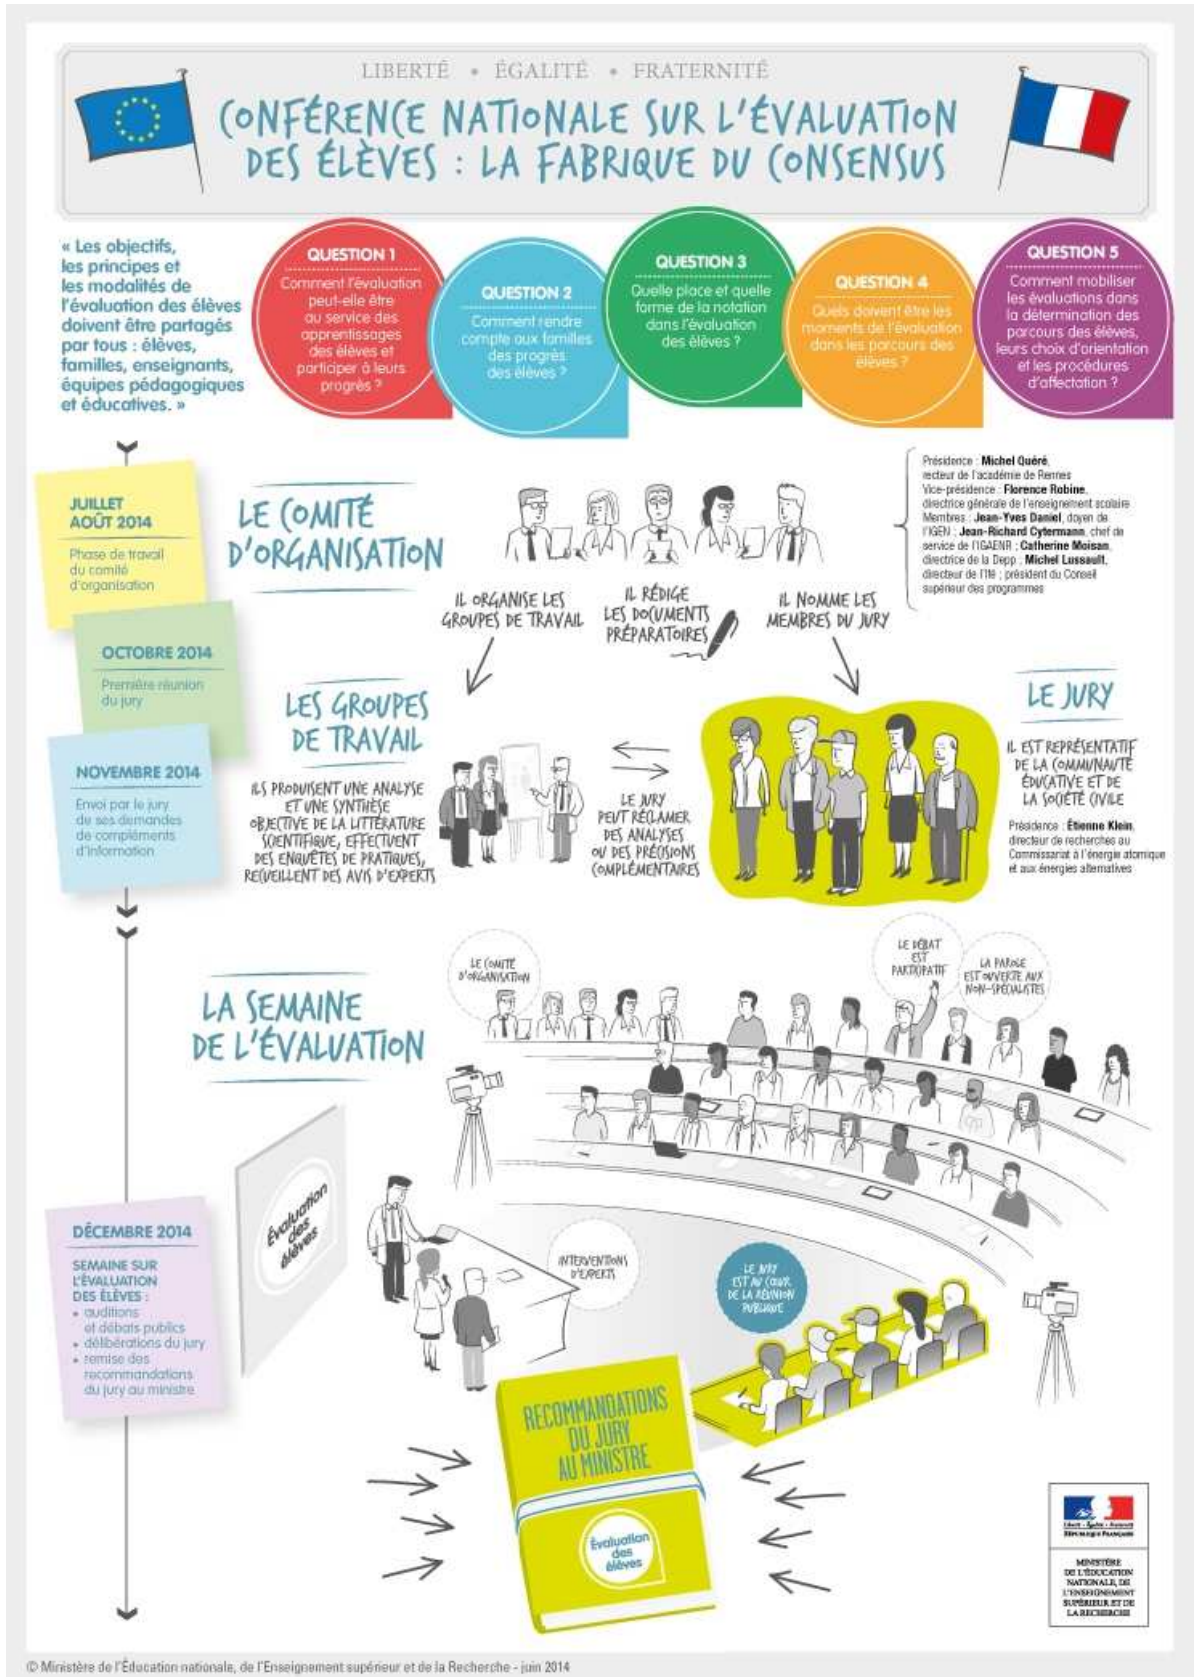 LIBERTÉ • ÉGALITÉ • FRATERNITÉ
CONFÉRENCE NATIONALE SUR L'ÉVALUATION
DES ÉLÈVES : LA FABRIQUE DU CONSENSUS
« Les objectifs,
les principes et
les modalités de
l'évaluation des élèves
doivent être partagés
par tous : élèves,
familles, enseignants,
équipes pédagogiques
et éducatives. »
QUESTION 1
Comment l'évaluation
peut-elle être
au service des
apprentissages
des élèves et
participer à leurs
progrès ?
QUESTION 2
Comment rendre
compte aux familles
des progrès
des élèves ?
QUESTION 3
Quelle place et quelle
forme de la notation
dans l'évaluation
des élèves ?
QUESTION 4
Quels doivent être les
moments de l'évaluation
dans les parcours des
élèves ?
QUESTION 5
Comment mobiliser
les évaluations dans
la détermination des
parcours des élèves,
leurs choix d'orientation
et les procédures
d'affectation ?
JUILLET
AOÛT 2014
Phase de travail
du comité
d'organisation
LE COMITÉ
D'ORGANISATION
IL ORGANISE LES
GROUPES DE TRAVAIL
IL RÉDIGE
LES DOCUMENTS
PRÉPARATOIRES
IL NOMME LES
MEMBRES DU JURY
Présidence : Michel Quéré,
recteur de l'académie de Rennes
Vice-présidence : Florence Robine,
directrice générale de l'enseignement scolaire
Membres : Jean-Yves Daniel, doyen de
l'IGEN ; Jean-Richard Cytermann, chef de
service de l'IGAENR ; Catherine Moisan,
directrice de la Depp ; Michel Lussault,
directeur de l'Ifé ; président du Conseil
supérieur des programmes
OCTOBRE 2014
Première réunion
du jury
NOVEMBRE 2014
Envoi par le jury
de ses demandes
de compléments
d'information
LES GROUPES
DE TRAVAIL
ILS PRODUISENT UNE ANALYSE
ET UNE SYNTHÈSE
OBJECTIVE DE LA LITTÉRATURE
SCIENTIFIQUE, EFFECTUENT
DES ENQUÊTES DE PRATIQUES,
RECUEILLENT DES AVIS D'EXPERTS
LE JURY
PEUT RÉCLAMER
DES ANALYSES
OU DES PRÉCISIONS
COMPLÉMENTAIRES
LE JURY
IL EST REPRÉSENTATIF
DE LA COMMUNAUTÉ
ÉDUCATIVE ET DE
LA SOCIÉTÉ CIVILE
Présidence : Étienne Klein,
directeur de recherches au
Commissariat à l'énergie atomique
et aux énergies alternatives
LA SEMAINE
DE L'ÉVALUATION
LE COMITÉ
D'ORGANISATION
LE DÉBAT
EST
PARTICIPATIF
LA PAROLE
EST OUVERTE AUX
NON-SPÉCIALISTES
Évaluation
des
élèves
INTERVENTIONS
D'EXPERTS
LE JURY
EST AU CŒUR
DE LA RÉUNION
PUBLIQUE
DÉCEMBRE 2014
SEMAINE SUR
L'ÉVALUATION
DES ÉLÈVES :
• auditions
et débats publics
• délibérations du jury
• remise des
recommandations
du jury au ministre
RECOMMANDATIONS
DU JURY
AU MINISTRE
Évaluation
des
élèves
Liberté • Égalité • Fraternité
RÉPUBLIQUE FRANÇAISE
MINISTÈRE
DE L'ÉDUCATION
NATIONALE, DE
L'ENSEIGNEMENT
SUPÉRIEUR ET DE
LA RECHERCHE
© Ministère de l'Éducation nationale, de l'Enseignement supérieur et de la Recherche - juin 2014